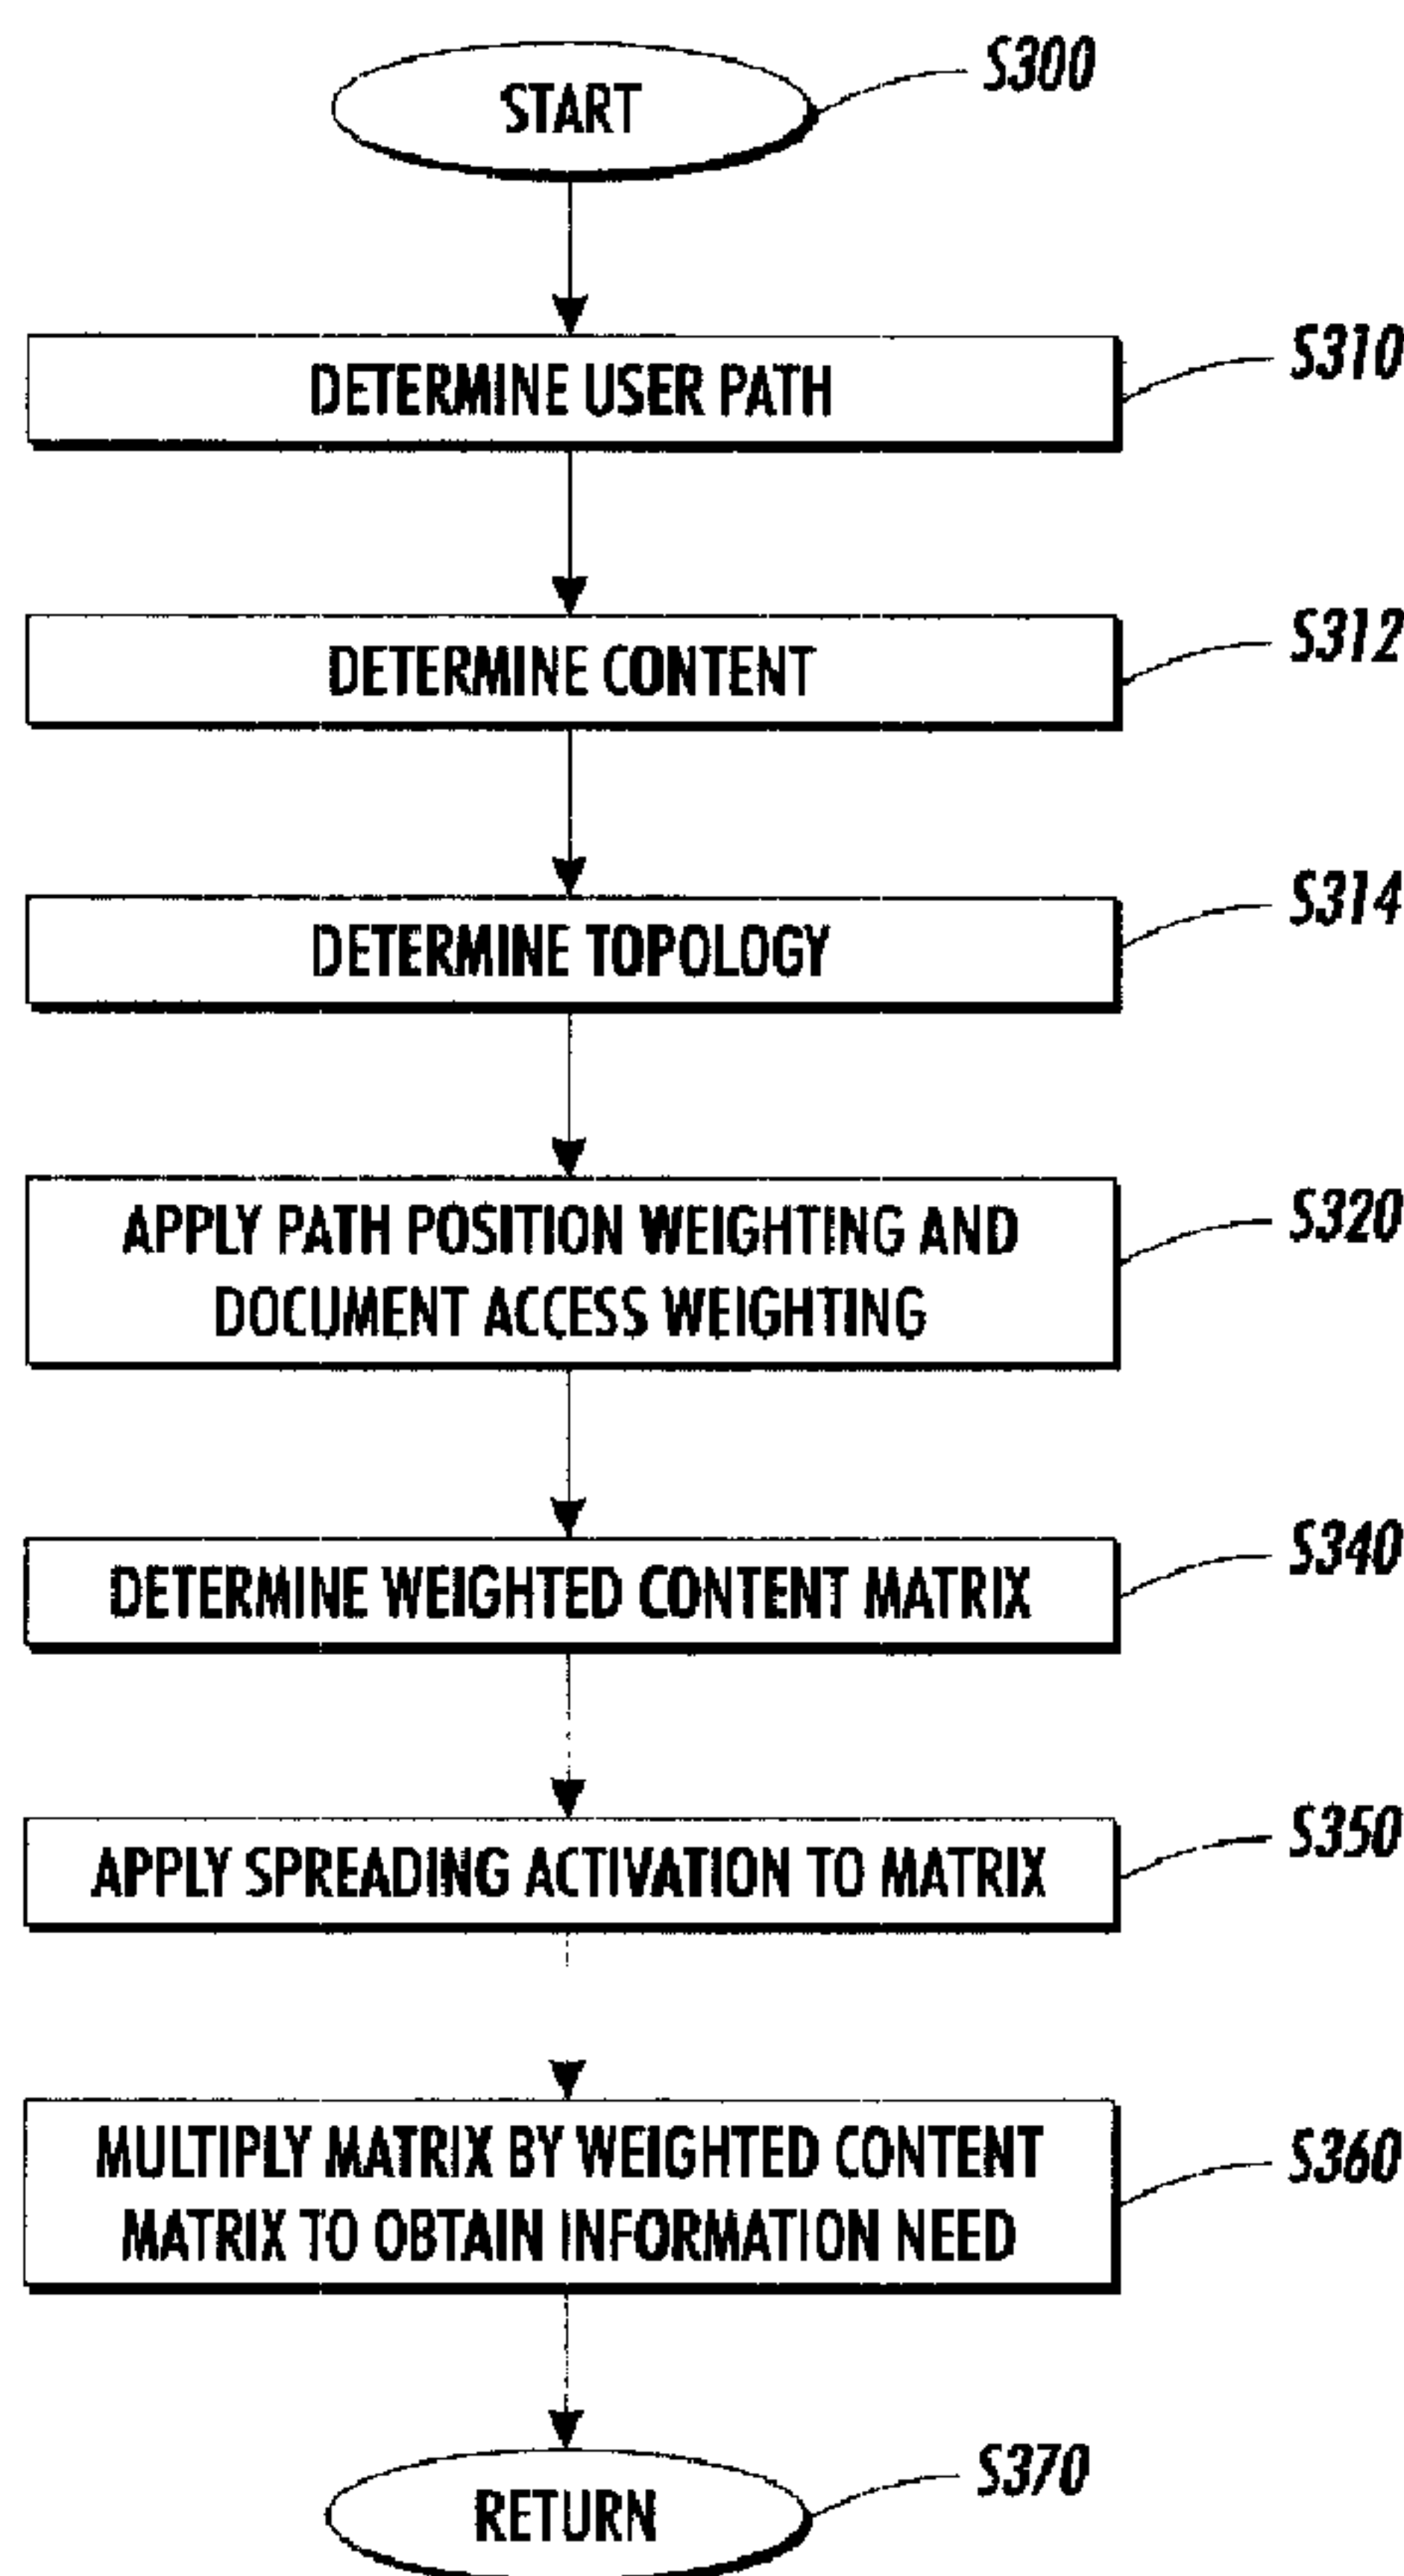 START
S300
DETERMINE USER PATH
S310
DETERMINE CONTENT
S312
DETERMINE TOPOLOGY
S314
APPLY PATH POSITION WEIGHTING AND
DOCUMENT ACCESS WEIGHTING
S320
DETERMINE WEIGHTED CONTENT MATRIX
S340
APPLY SPREADING ACTIVATION TO MATRIX
S350
MULTIPLY MATRIX BY WEIGHTED CONTENT
MATRIX TO OBTAIN INFORMATION NEED
S360
RETURN
S370